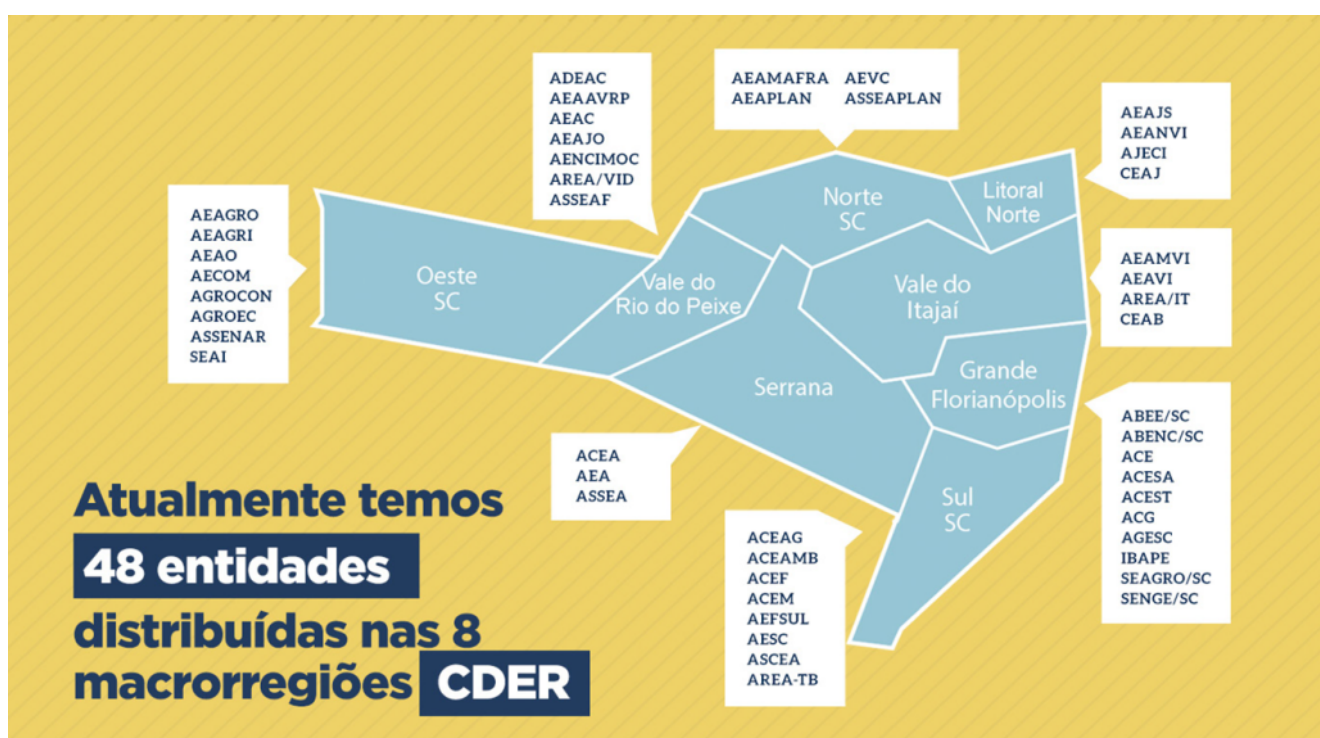 ADEAC
AEAAVRP
AEAC
AEAJO
AENCIMOC
AREA/VID
ASSEAF
AEAMAFRA AEVC
AEAPLAN ASSEAPLAN
AEAJS
AEANVI
AJECI
CEAJ
AEAGRO
AEAGRI
AEAO
AECOM
AGROCON
AGROEC
ASSENAR
SEAI
Oeste
SC
Vale do
Rio do Peixe
Norte
SC
Litoral
Norte
Vale do
Itajaí
Serrana
Grande
Florianópolis
Sul
SC
AEAMVI
AEAVI
AREA/IT
CEAB
ABEE/SC
ABENC/SC
ACE
ACESA
ACEST
ACG
AGESC
IBAPE
SEAGRO/SC
SENGE/SC
ACEA
AEA
ASSEA
ACEAG
ACEAMB
ACEF
ACEM
AEFSUL
AESC
ASCEA
AREA-TB
Atualmente temos
48 entidades
distribuídas nas 8
macrorregiões CDER